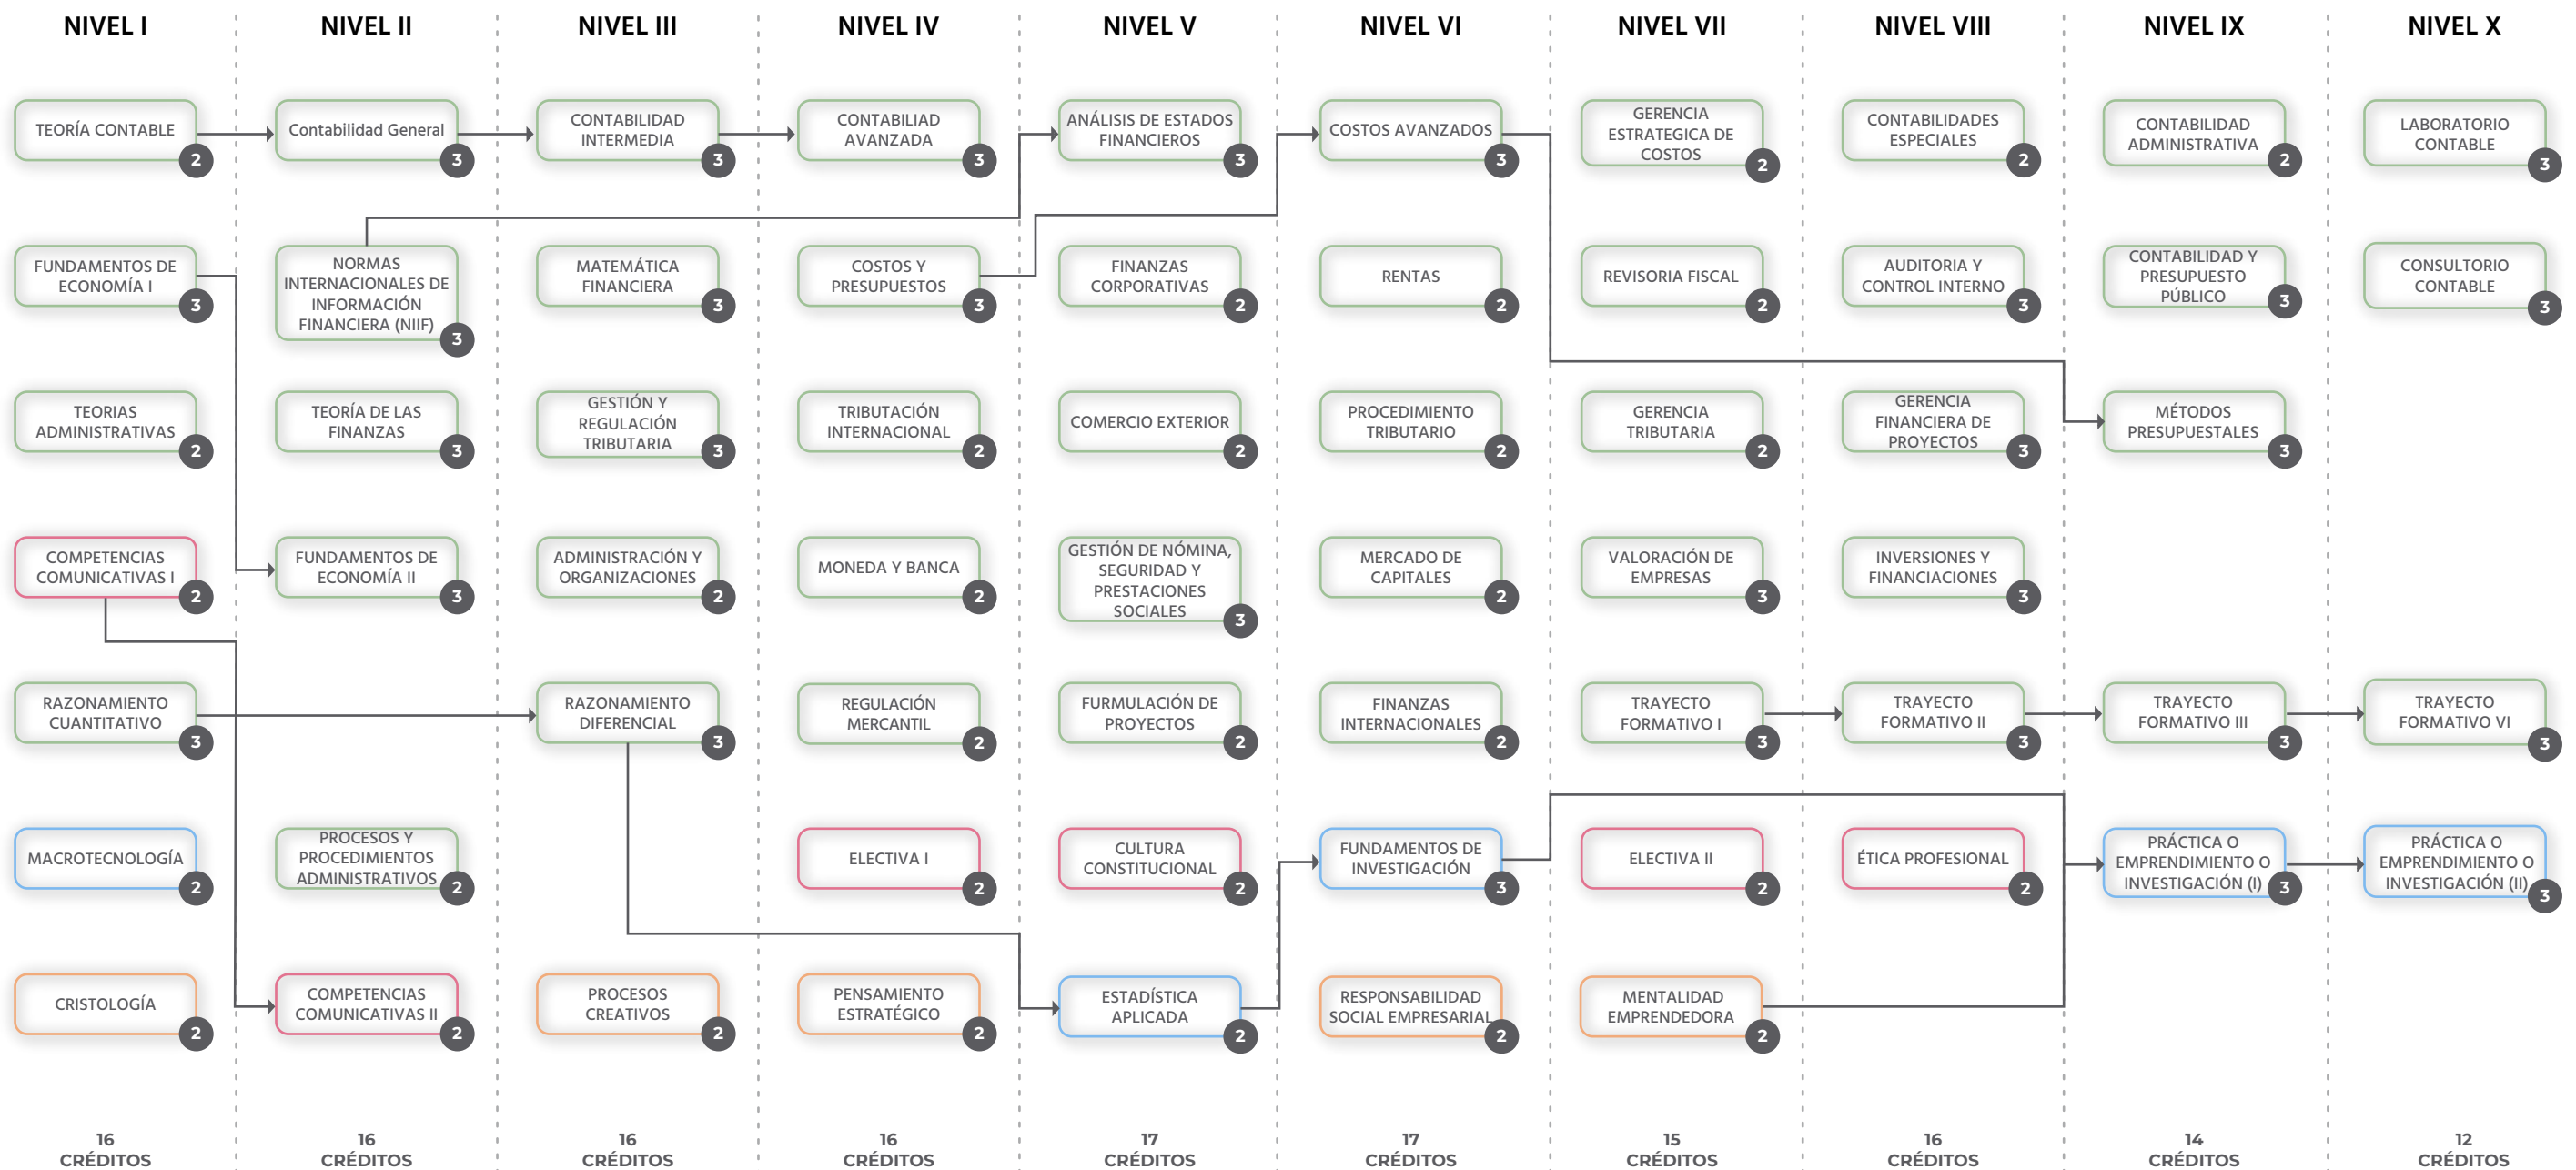 NIVEL I
NIVEL II
NIVEL III
NIVEL IV
NIVEL V
NIVEL VI
NIVEL VII
NIVEL VIII
NIVEL IX
NIVEL X
TEORÍA CONTABLE
2
Contabilidad General
3
CONTABILIDAD
INTERMEDIA
3
CONTABILIAD
AVANZADA
3
ANÁLISIS DE ESTADOS
FINANCIEROS
3
COSTOS AVANZADOS
3
GERENCIA
ESTRATEGICA DE
COSTOS
2
CONTABILIDADES
ESPECIALES
2
CONTABILIDAD
ADMINISTRATIVA
2
LABORATORIO
CONTABLE
3
FUNDAMENTOS DE
ECONOMÍA I
3
NORMAS
INTERNACIONALES DE
INFORMACIÓN
FINANCIERA (NIIF)
3
MATEMÁTICA
FINANCIERA
3
COSTOS Y
PRESUPUESTOS
3
FINANZAS
CORPORATIVAS
2
RENTAS
2
REVISORIA FISCAL
2
AUDITORIA Y
CONTROL INTERNO
3
CONTABILIDAD Y
PRESUPUESTO
PÚBLICO
3
CONSULTORIO
CONTABLE
3
TEORIAS
ADMINISTRATIVAS
2
TEORÍA DE LAS
FINANZAS
3
GESTIÓN Y
REGULACIÓN
TRIBUTARIA
3
TRIBUTACIÓN
INTERNACIONAL
2
COMERCIO EXTERIOR
2
PROCEDIMIENTO
TRIBUTARIO
2
GERENCIA
TRIBUTARIA
2
GERENCIA
FINANCIERA DE
PROYECTOS
3
MÉTODOS
PRESUPUESTALES
3
COMPETENCIAS
COMUNICATIVAS I
2
FUNDAMENTOS DE
ECONOMÍA II
3
ADMINISTRACIÓN Y
ORGANIZACIONES
2
MONEDA Y BANCA
2
GESTIÓN DE NÓMINA,
SEGURIDAD Y
PRESTACIONES
SOCIALES
3
MERCADO DE
CAPITALES
2
VALORACIÓN DE
EMPRESAS
3
INVERSIONES Y
FINANCIACIONES
3
RAZONAMIENTO
CUANTITATIVO
3
RAZONAMIENTO
DIFERENCIAL
3
REGULACIÓN
MERCANTIL
2
FURMULACIÓN DE
PROYECTOS
2
FINANZAS
INTERNACIONALES
2
TRAYECTO
FORMATIVO I
3
TRAYECTO
FORMATIVO II
3
TRAYECTO
FORMATIVO III
3
TRAYECTO
FORMATIVO VI
3
MACROTECNOLOGÍA
2
PROCESOS Y
PROCEDIMIENTOS
ADMINISTRATIVOS
2
ELECTIVA I
2
CULTURA
CONSTITUCIONAL
2
FUNDAMENTOS DE
INVESTIGACIÓN
3
ELECTIVA II
2
ÉTICA PROFESIONAL
2
PRÁCTICA O
EMPRENDIMIENTO O
INVESTIGACIÓN (I)
3
PRÁCTICA O
EMPRENDIMIENTO O
INVESTIGACIÓN (II)
3
CRISTOLOGÍA
2
COMPETENCIAS
COMUNICATIVAS II
2
PROCESOS
CREATIVOS
2
PENSAMIENTO
ESTRATÉGICO
2
ESTADÍSTICA
APLICADA
2
RESPONSABILIDAD
SOCIAL EMPRESARIAL
2
MENTALIDAD
EMPRENDEDORA
2
16
CRÉDITOS
16
CRÉDITOS
16
CRÉDITOS
16
CRÉDITOS
17
CRÉDITOS
17
CRÉDITOS
15
CRÉDITOS
16
CRÉDITOS
14
CRÉDITOS
12
CRÉDITOS